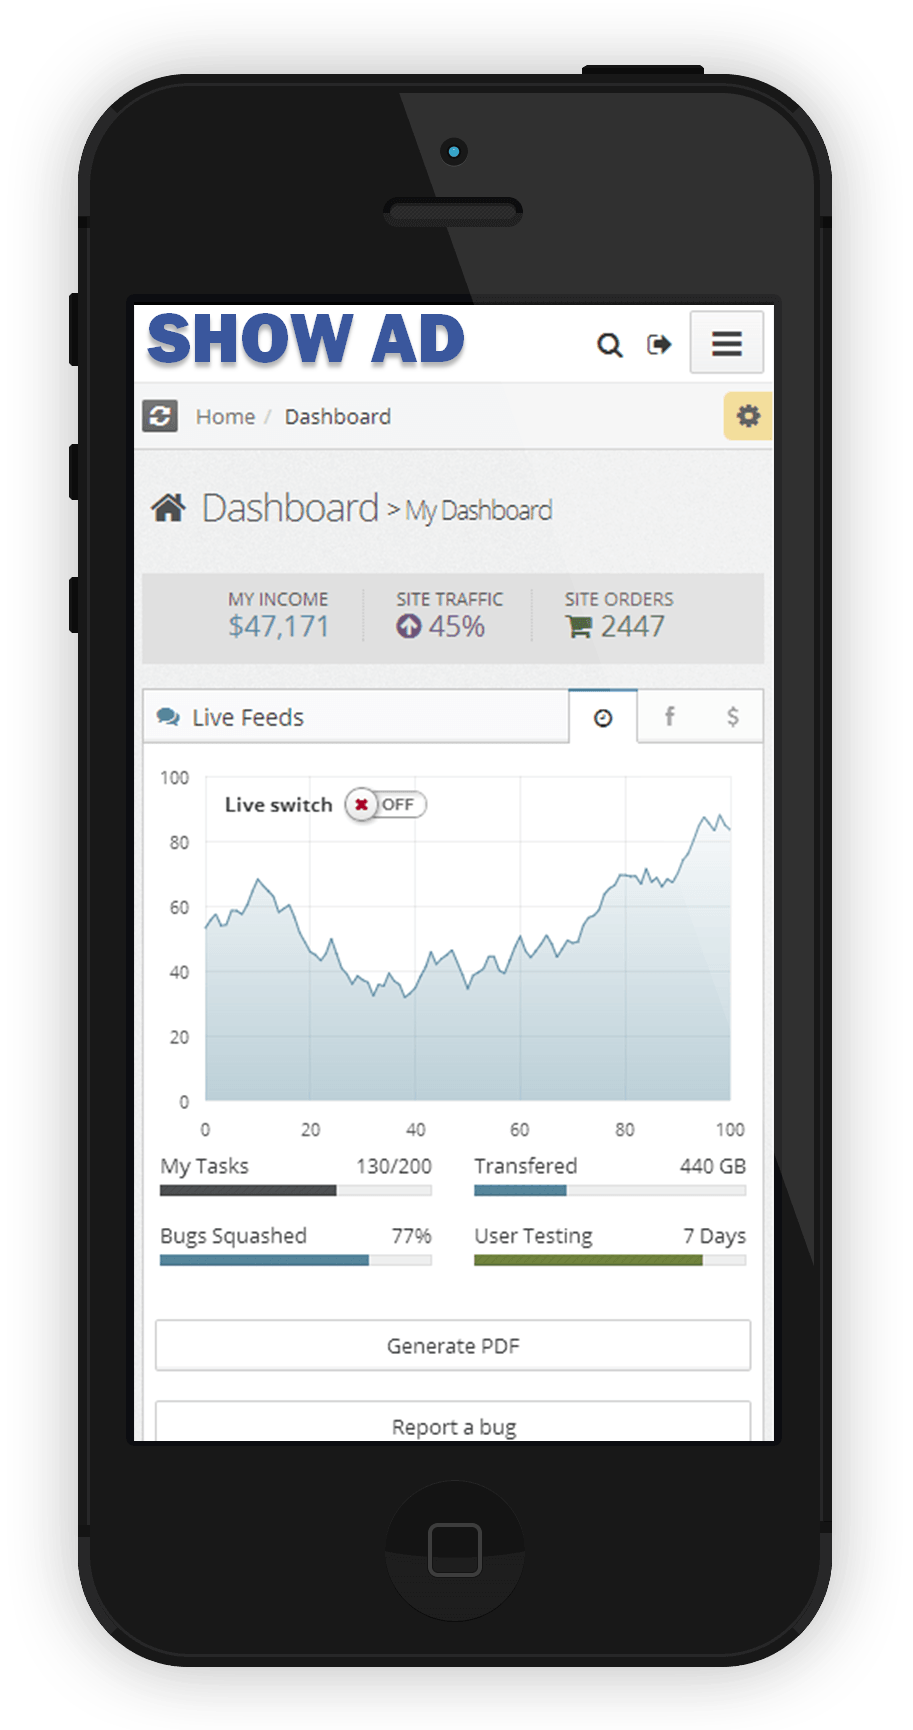 SHOW AD
Home / Dashboard
Dashboard > My Dashboard
MY INCOME SITE TRAFFIC SITE ORDERS
$47,171 45% 2447
Live Feeds f $
100
Live switch OFF
80
60
40
20
0
0 20 40 60 80 100
My Tasks 130/200 Transfered 440 GB
Bugs Squashed 77% User Testing 7 Days
Generate PDF
Report a bug